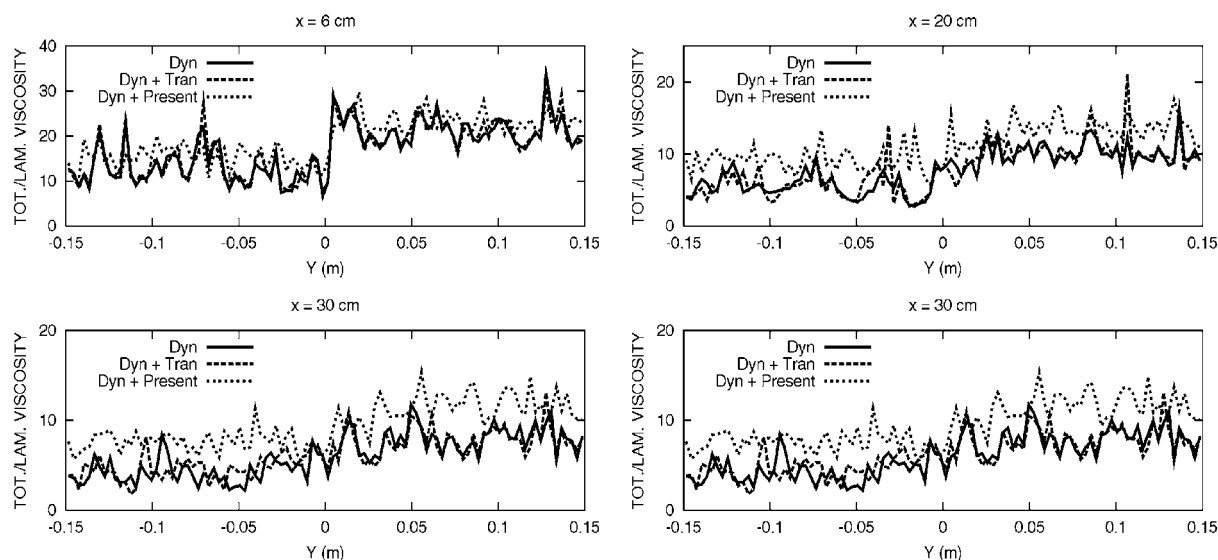 x = 6 cm
TOT./LAM. VISCOSITY
40
30
20
10
0
Dyn
Dyn + Tran
Dyn + Present
-0.15
-0.1
-0.05
0
0.05
0.1
0.15
Y (m)
x = 20 cm
TOT./LAM. VISCOSITY
20
15
10
5
0
Dyn
Dyn + Tran
Dyn + Present
-0.15
-0.1
-0.05
0
0.05
0.1
0.15
Y (m)
x = 30 cm
TOT./LAM. VISCOSITY
20
10
0
Dyn
Dyn + Tran
Dyn + Present
-0.15
-0.1
-0.05
0
0.05
0.1
0.15
Y (m)
x = 30 cm
TOT./LAM. VISCOSITY
20
10
0
Dyn
Dyn + Tran
Dyn + Present
-0.15
-0.1
-0.05
0
0.05
0.1
0.15
Y (m)